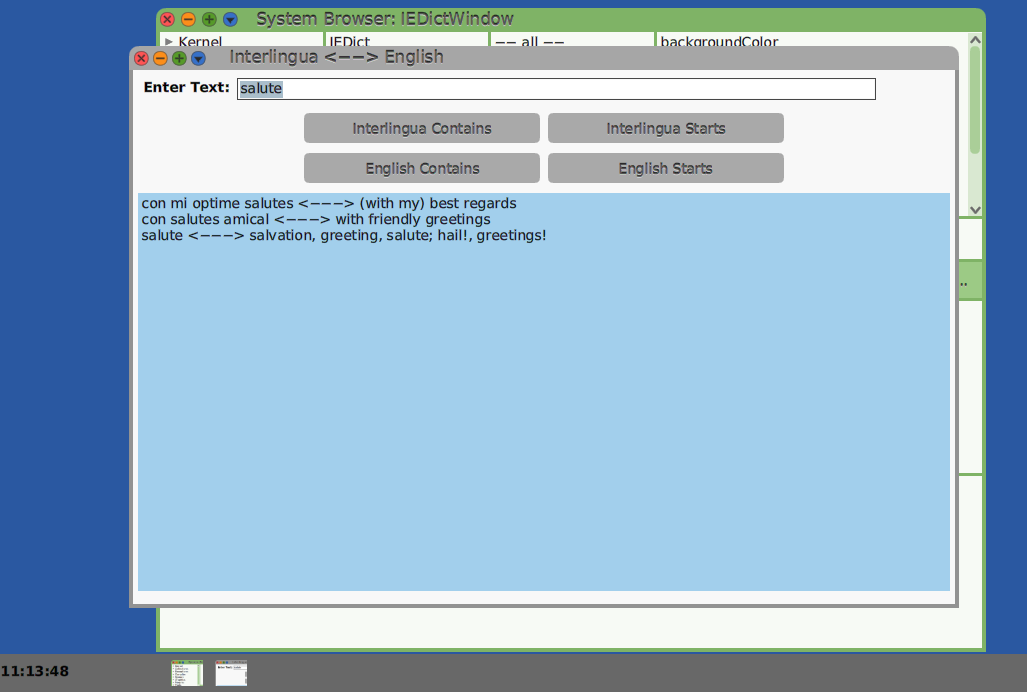 System Browser: IEDictWindow
Kernel IEDict —— all —— backgroundColor
Interlingua <——> English
Enter Text: salute
Interlingua Contains Interlingua Starts
English Contains English Starts
con mi optime salutes <———> (with my) best regards
con salutes amical <———> with friendly greetings
salute <———> salvation, greeting, salute; hail!, greetings!
..
11:13:48